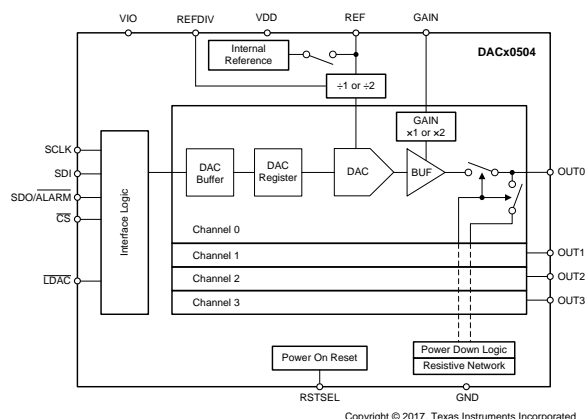 VIO
REFDIV
VDD
REF
GAIN
Internal
Reference
DACx0504
÷1 or ÷2
GAIN
×1 or ×2
SCLK
SDI
SDO/ALARM
CS
LDAC
Interface Logic
DAC
Buffer
DAC
Register
DAC
BUF
OUT0
Channel 0
Channel 1
OUT1
Channel 2
OUT2
Channel 3
OUT3
Power On Reset
Power Down Logic
Resistive Network
RSTSEL
GND
Copyright © 2017, Texas Instruments Incorporated